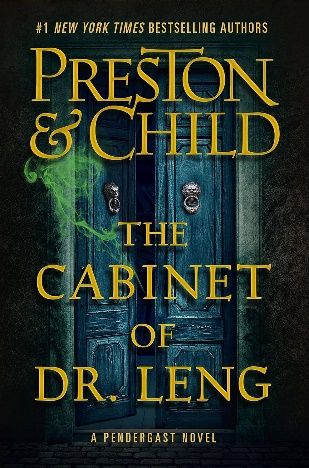 #1 NEW YORK TIMES BESTSELLING AUTHORS
PRESTON
& CHILD
THE
CABINET
OF
DR. LENG
A PENDERGAST NOVEL